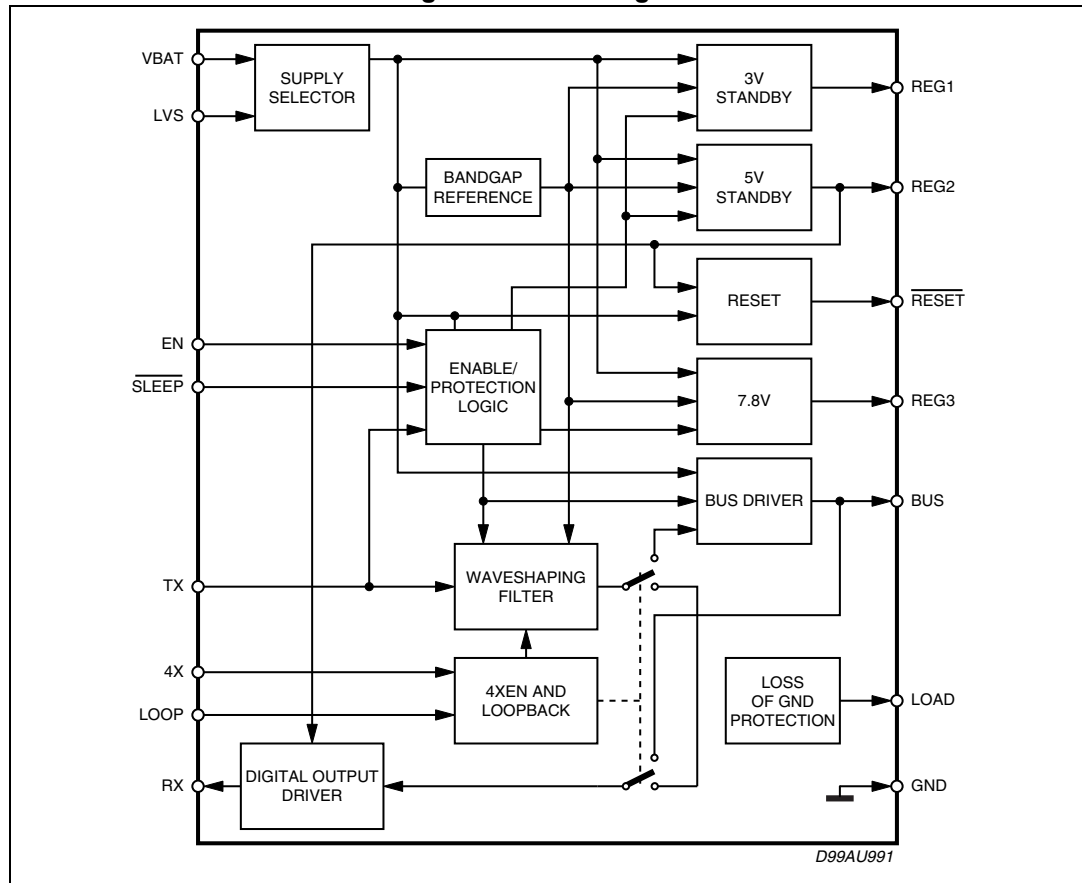 VBAT
LVS
SUPPLY
SELECTOR
3V
STANDBY
REG1
BANDGAP
REFERENCE
5V
STANDBY
REG2
RESET
RESET
EN
SLEEP
ENABLE/
PROTECTION
LOGIC
7.8V
REG3
BUS DRIVER
BUS
TX
WAVESHAPING
FILTER
4X
LOOP
4XEN AND
LOOPBACK
LOSS
OF GND
PROTECTION
LOAD
RX
DIGITAL OUTPUT
DRIVER
GND
D99AU991